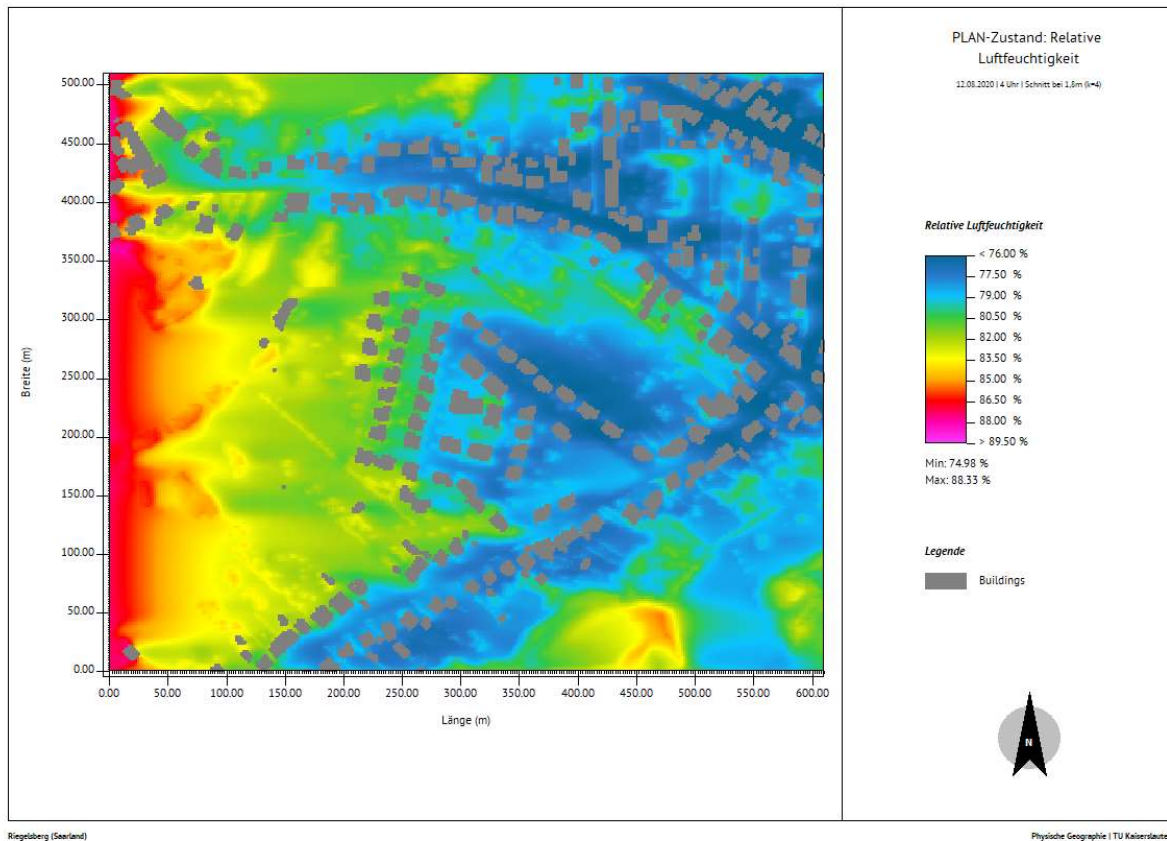 PLAN-Zustand: Relative
Luftfeuchtigkeit
12.08.2020 | 4 Uhr | Schnitt bei 1,8m (k=4)
500.00
450.00
400.00
350.00
300.00
250.00
200.00
150.00
100.00
50.00
0.00
Breite (m)
0.00 50.00 100.00 150.00 200.00 250.00 300.00 350.00 400.00 450.00 500.00 550.00 600.00
Länge (m)
Relative Luftfeuchtigkeit
< 76.00 %
77.50 %
79.00 %
80.50 %
82.00 %
83.50 %
85.00 %
86.50 %
88.00 %
> 89.50 %
Min: 74.98 %
Max: 88.33 %
Legende
Buildings
N
Riegelsberg (Saarland)
Physische Geographie | TU Kaiserslaute